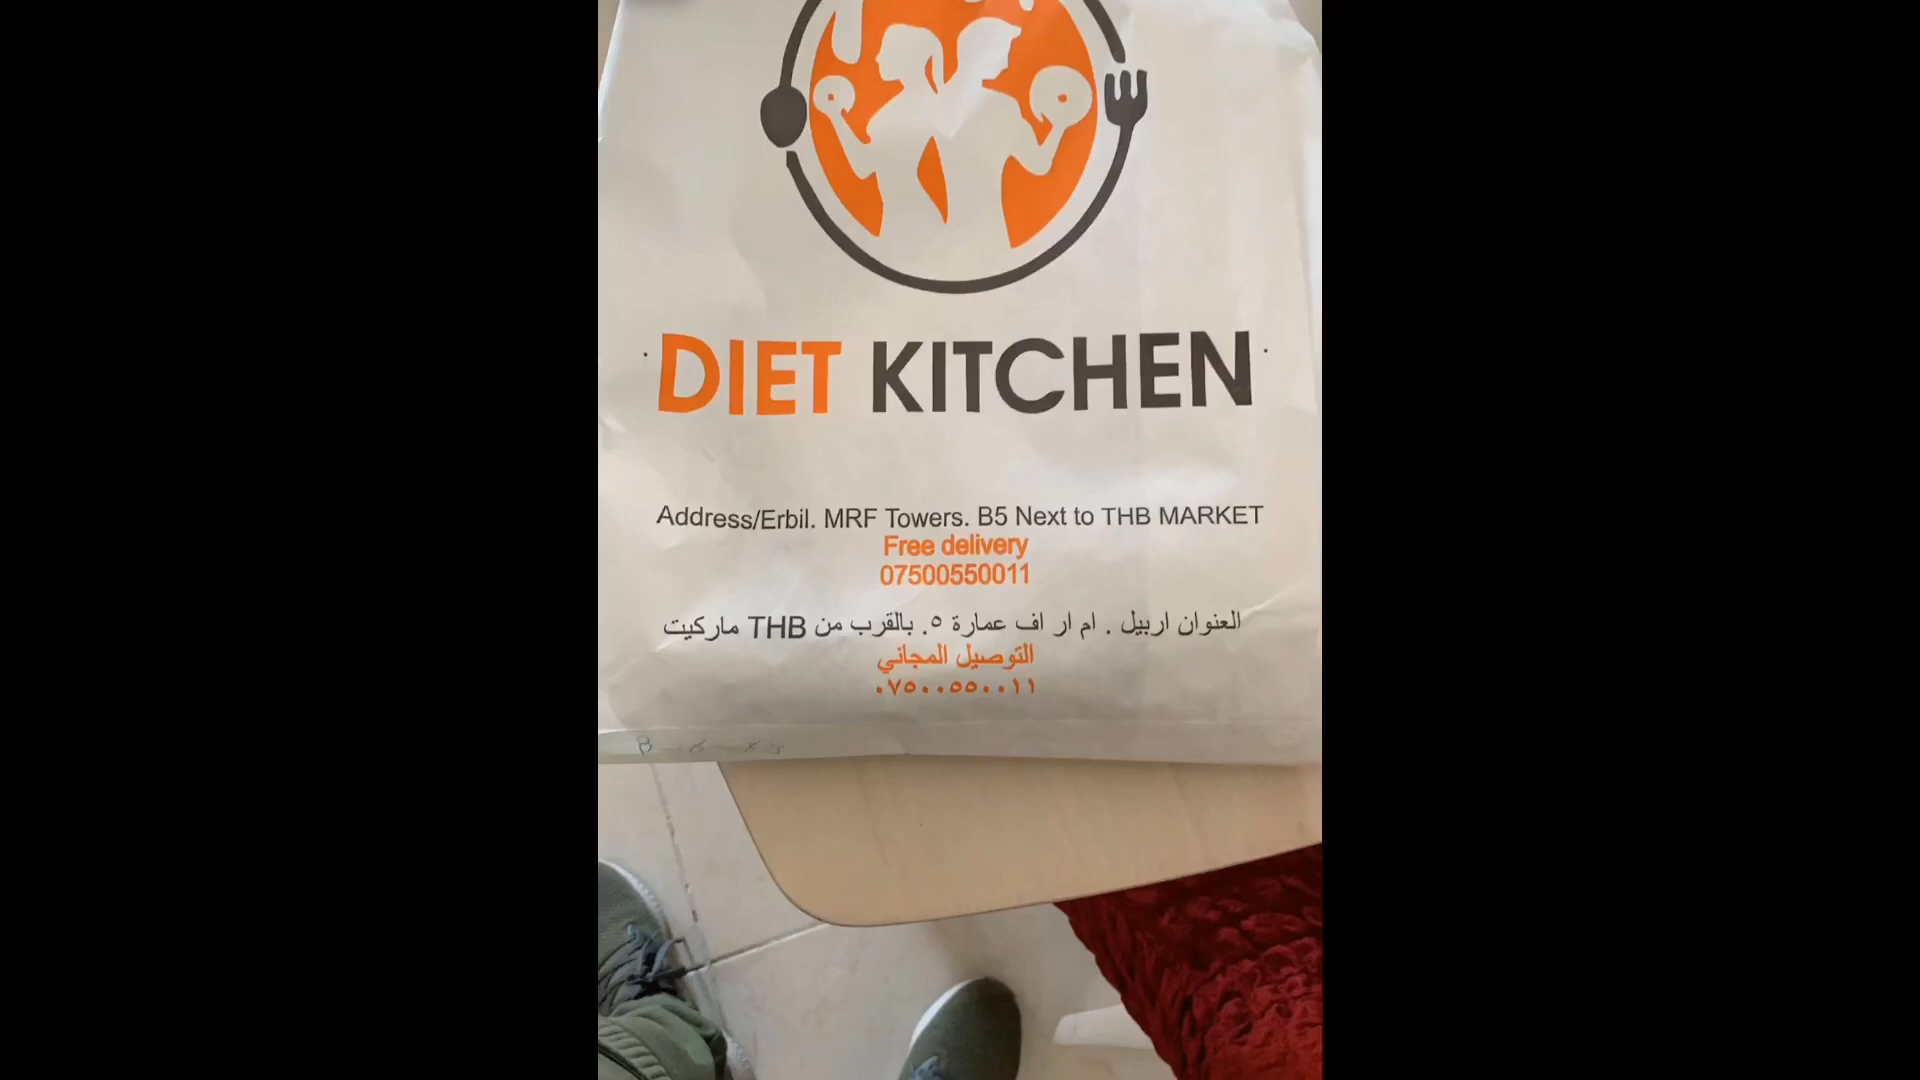 DIET KITCHEN
Address/Erbil. MRF Towers. B5 Next to THB MARKET
Free delivery
07500550011
العنوان اربيل . ام ار اف عمارة ٥. بالقرب من THB ماركيت
التوصيل المجاني
٠٧٥٠٠٥٥٠٠١١